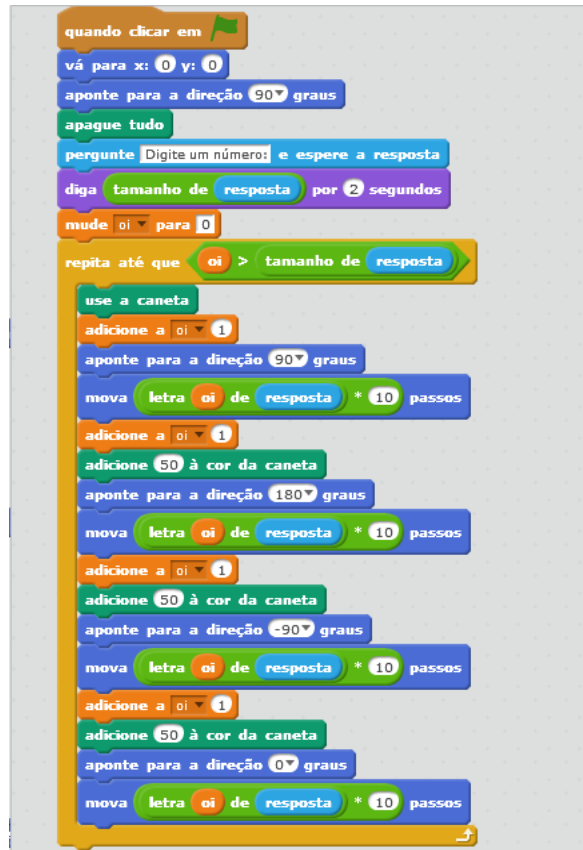 quando clicar em
vá para x: 0 y: 0
aponte para a direção 90 graus
apague tudo
pergunte Digite um número: e espere a resposta
diga tamanho de resposta por 2 segundos
mude oi para 0
repita até que oi > tamanho de resposta
use a caneta
adicione a oi 1
aponte para a direção 90 graus
mova letra oi de resposta * 10 passos
adicione a oi 1
adicione 50 à cor da caneta
aponte para a direção 180 graus
mova letra oi de resposta * 10 passos
adicione a oi 1
adicione 50 à cor da caneta
aponte para a direção -90 graus
mova letra oi de resposta * 10 passos
adicione a oi 1
adicione 50 à cor da caneta
aponte para a direção 0 graus
mova letra oi de resposta * 10 passos